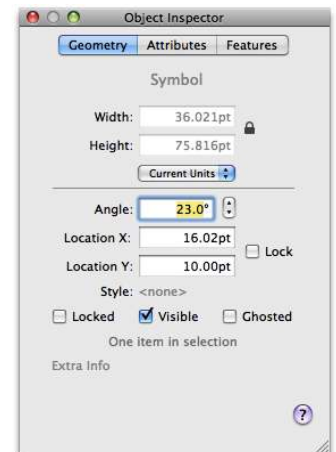 Object Inspector
Geometry Attributes Features
Symbol
Width: 36.021pt
Height: 75.816pt
Current Units
Angle: 23.0°
Location X: 16.02pt
Lock
Location Y: 10.00pt
Style: <none>
Locked Visible Ghosted
One item in selection
Extra Info
?